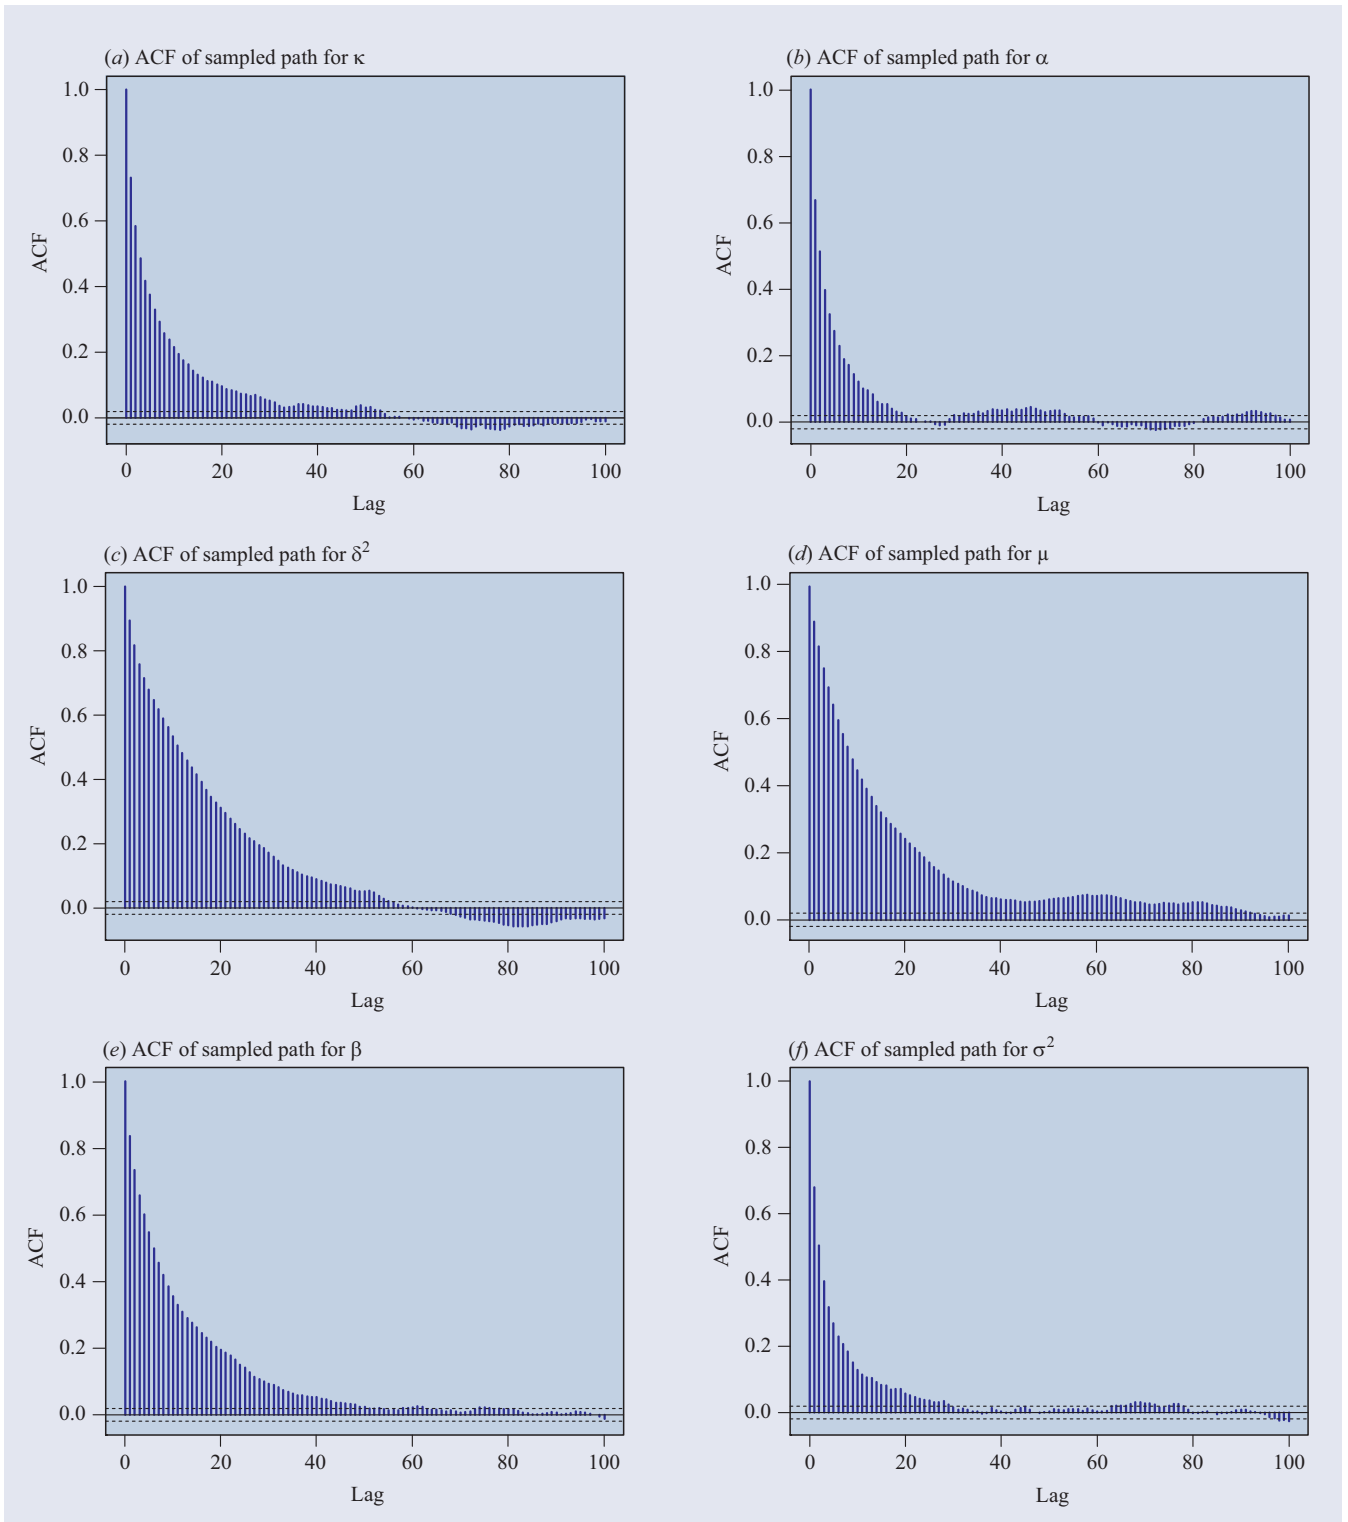 (a) ACF of sampled path for κ
1.0
0.8
0.6
0.4
0.2
0.0
ACF
0 20 40 60 80 100
Lag
(b) ACF of sampled path for α
1.0
0.8
0.6
0.4
0.2
0.0
ACF
0 20 40 60 80 100
Lag
(c) ACF of sampled path for δ²
1.0
0.8
0.6
0.4
0.2
0.0
ACF
0 20 40 60 80 100
Lag
(d) ACF of sampled path for μ
1.0
0.8
0.6
0.4
0.2
0.0
ACF
0 20 40 60 80 100
Lag
(e) ACF of sampled path for β
1.0
0.8
0.6
0.4
0.2
0.0
ACF
0 20 40 60 80 100
Lag
(f) ACF of sampled path for σ²
1.0
0.8
0.6
0.4
0.2
0.0
ACF
0 20 40 60 80 100
Lag